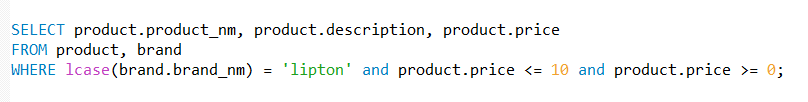 SELECT product.product_nm, product.description, product.price
FROM product, brand
WHERE lcase(brand.brand_nm) = 'lipton' and product.price <= 10 and product.price >= 0;